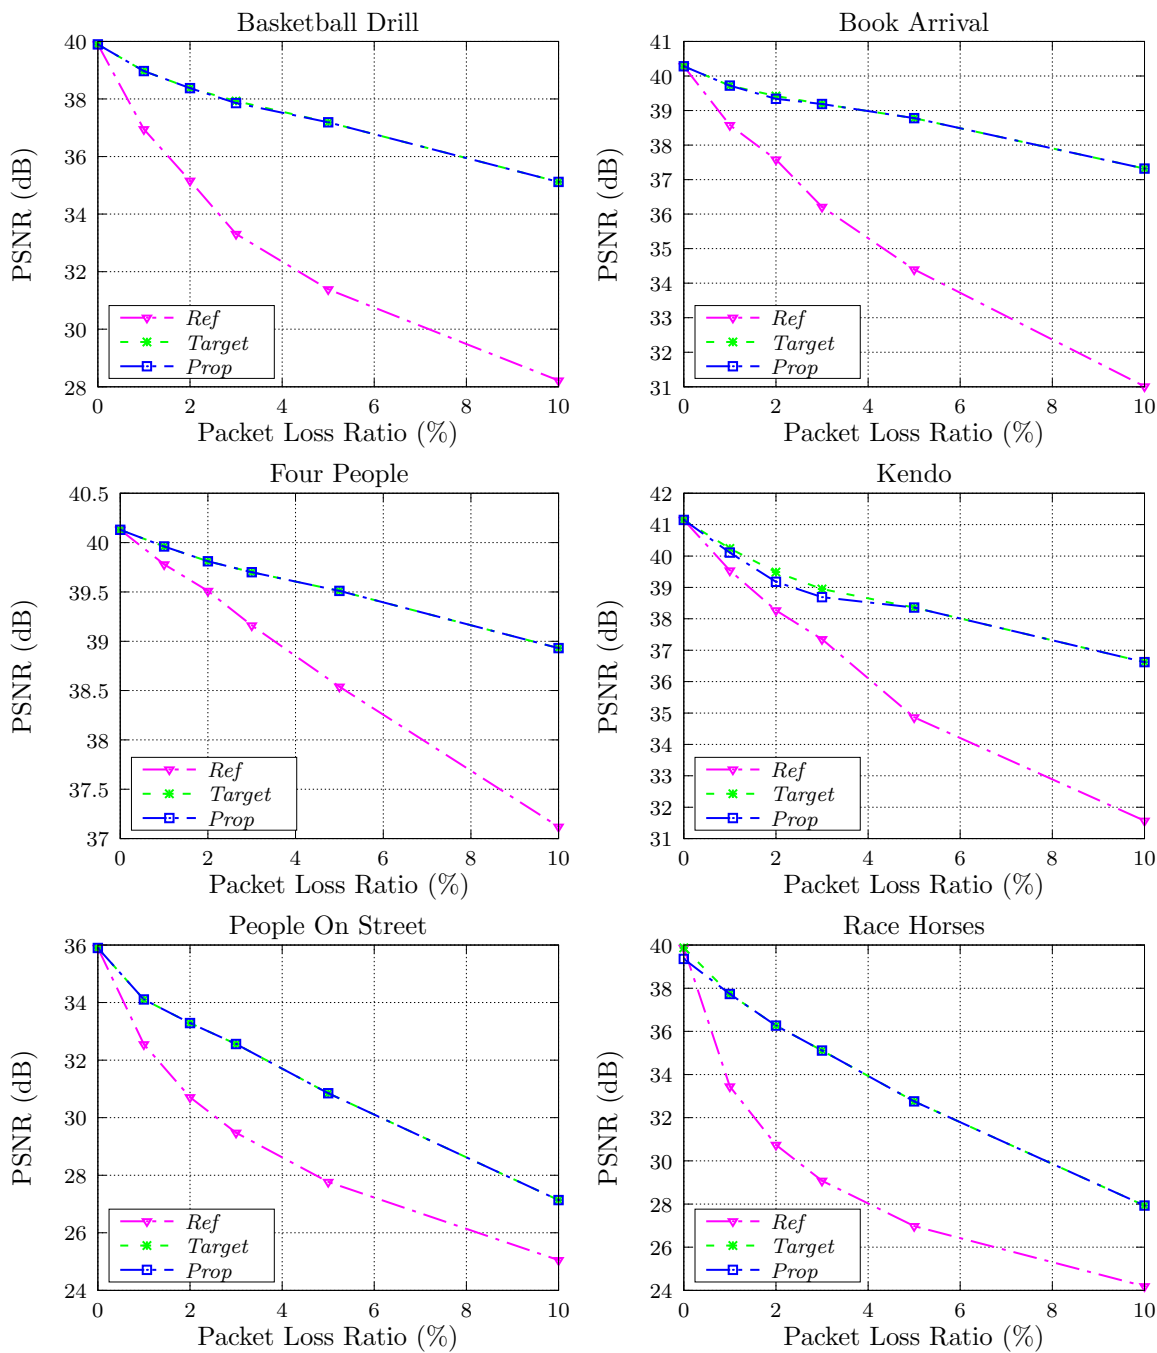 Basketball Drill
PSNR (dB)
40
38
36
34
32
30
28
Ref
Target
Prop
0 2 4 6 8 10
Packet Loss Ratio (%)
Book Arrival
PSNR (dB)
41
40
39
38
37
36
35
34
33
32
31
Ref
Target
Prop
0 2 4 6 8 10
Packet Loss Ratio (%)
Four People
PSNR (dB)
40.5
40
39.5
39
38.5
38
37.5
37
Ref
Target
Prop
0 2 4 6 8 10
Packet Loss Ratio (%)
Kendo
PSNR (dB)
42
41
40
39
38
37
36
35
34
33
32
31
Ref
Target
Prop
0 2 4 6 8 10
Packet Loss Ratio (%)
People On Street
PSNR (dB)
36
34
32
30
28
26
24
Ref
Target
Prop
0 2 4 6 8 10
Packet Loss Ratio (%)
Race Horses
PSNR (dB)
40
38
36
34
32
30
28
26
24
Ref
Target
Prop
0 2 4 6 8 10
Packet Loss Ratio (%)